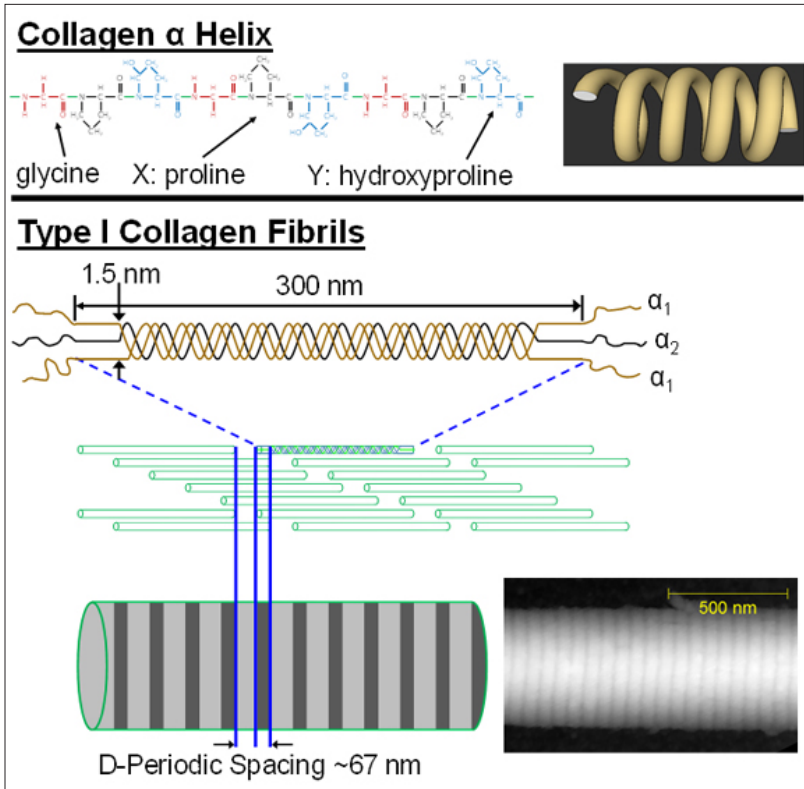 Collagen α Helix
glycine
X: proline
Y: hydroxyproline
Type I Collagen Fibrils
1.5 nm
300 nm
α1
α2
α1
500 nm
D-Periodic Spacing ~67 nm